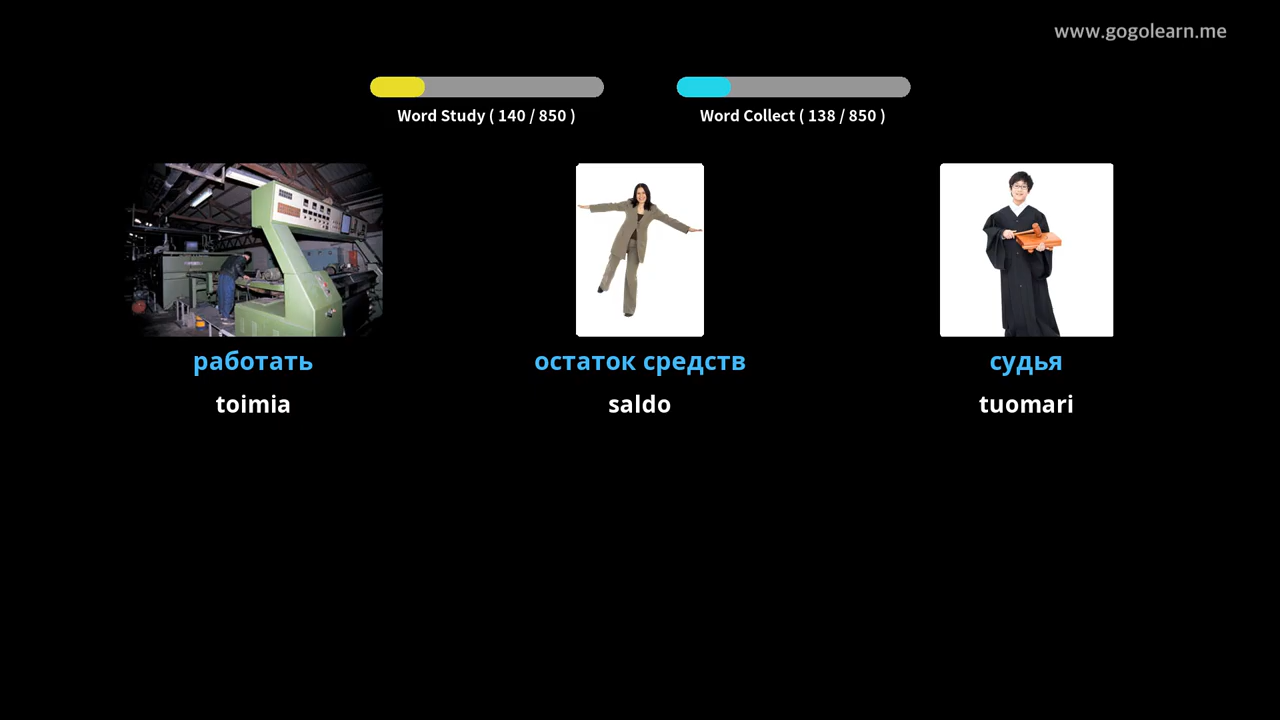 www.gogolearn.me
Word Study ( 140 / 850 )
Word Collect ( 138 / 850 )
работать
остаток средств
судья
toimia
saldo
tuomari